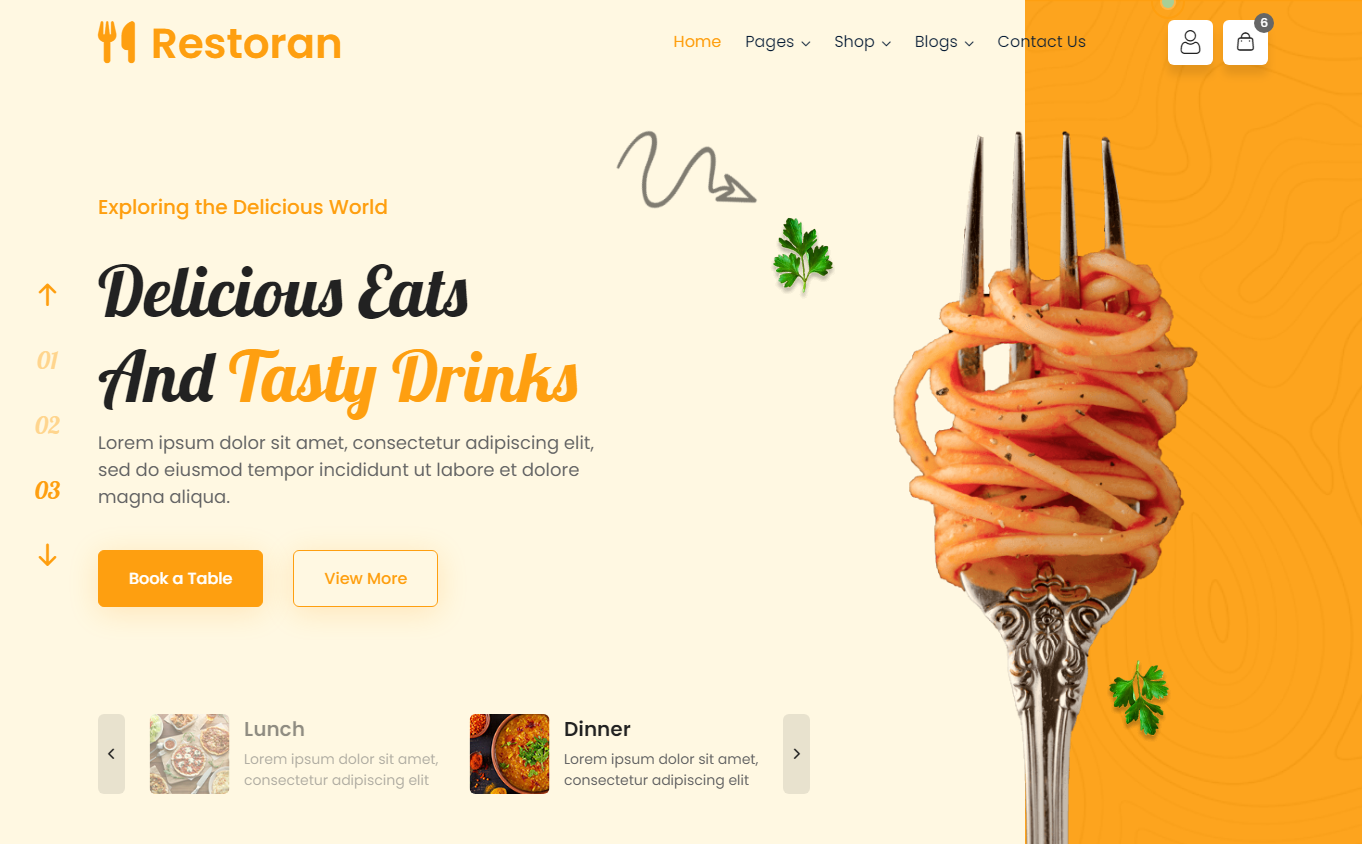 Restoran
Home Pages Shop Blogs Contact Us
6
Exploring the Delicious World
Delicious Eats
And Tasty Drinks
01
02
03
Lorem ipsum dolor sit amet, consectetur adipiscing elit,
sed do eiusmod tempor incididunt ut labore et dolore
magna aliqua.
Book a Table
View More
Lunch
Lorem ipsum dolor sit amet,
consectetur adipiscing elit
Dinner
Lorem ipsum dolor sit amet,
consectetur adipiscing elit